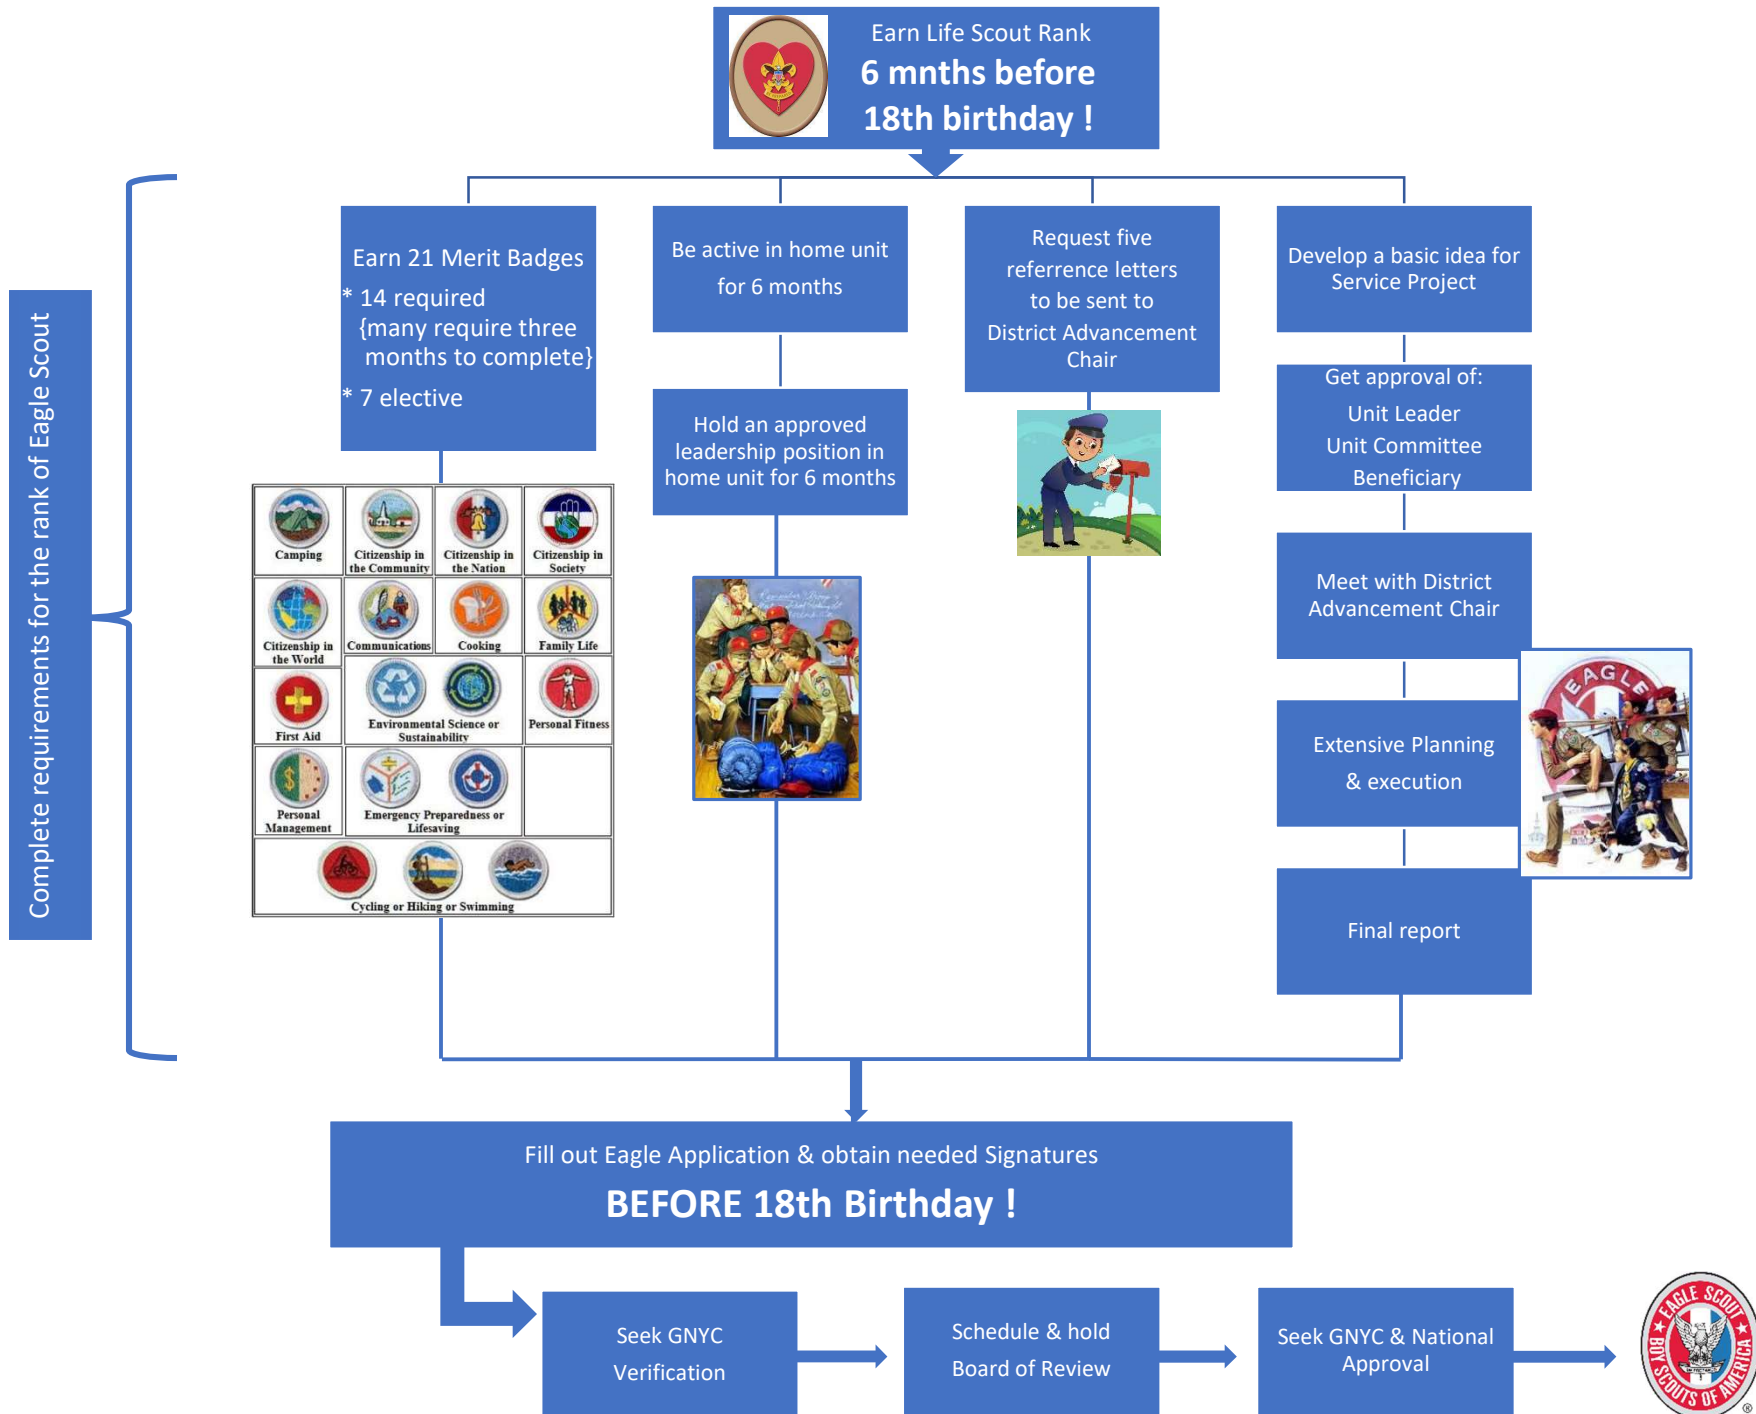 Earn Life Scout Rank
6 mnths before
18th birthday !
Complete requirements for the rank of Eagle Scout
Earn 21 Merit Badges
* 14 required
{many require three
months to complete}
* 7 elective
Be active in home unit
for 6 months
Request five
referrence letters
to be sent to
District Advancement
Chair
Develop a basic idea for
Service Project
Hold an approved
leadership position in
home unit for 6 months
Get approval of:
Unit Leader
Unit Committee
Beneficiary
Meet with District
Advancement Chair
Extensive Planning
& execution
Final report
Camping
Citizenship in
the Community
Citizenship in
the Nation
Citizenship in
Society
Citizenship in
the World
Communications
Cooking
Family Life
First Aid
Environmental Science or
Sustainability
Personal Fitness
Personal
Management
Emergency Preparedness or
Lifesaving
Cycling or Hiking or Swimming
EAGLE
Fill out Eagle Application & obtain needed Signatures
BEFORE 18th Birthday !
Seek GNYC
Verification
Schedule & hold
Board of Review
Seek GNYC & National
Approval
EAGLE SCOUT
BOY SCOUTS OF AMERICA
®